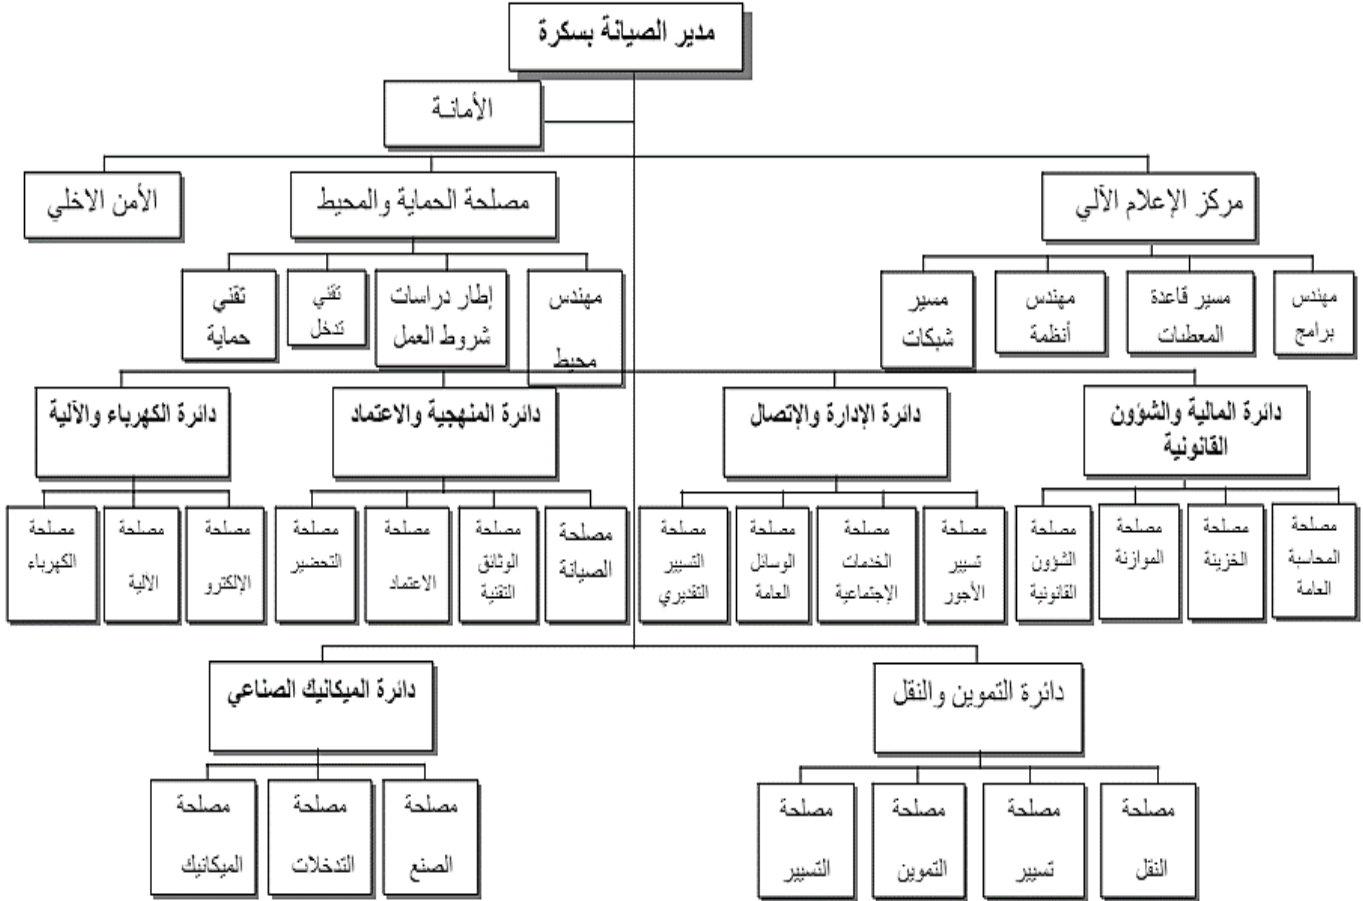 مدير الصيانة بسكرة
الأمانـة
مركز الإعلام الآلي
مصلحة الحماية والمحيط
الأمن الاخلي
مهندس
برامج
مسير قاعدة
المعطيات
مهندس
أنظمة
مسير
شبكات
مهندس
محيط
إطار دراسات
شروط العمل
تقني
تدخل
تقني
حماية
دائرة المالية والشؤون
القانونية
دائرة الإدارة والإتصال
دائرة المنهجية والاعتماد
دائرة الكهرباء والآلية
مصلحة
المحاسبة
العامة
مصلحة
الخزينة
مصلحة
الموازنة
مصلحة
الشؤون
القانونية
مصلحة
تسيير
الأجور
مصلحة
الخدمات
الإجتماعية
مصلحة
الوسائل
العامة
مصلحة
التسيير
التقديري
مصلحة
الصيانة
مصلحة
الوثائق
التقنية
مصلحة
الاعتماد
مصلحة
التحضير
مصلحة
الإلكترو
مصلحة
الالية
مصلحة
الكهرباء
دائرة التموين والنقل
دائرة الميكانيك الصناعي
مصلحة
النقل
مصلحة
تسيير
مصلحة
التموين
مصلحة
التسيير
مصلحة
الصنع
مصلحة
التدخلات
مصلحة
الميكانيك